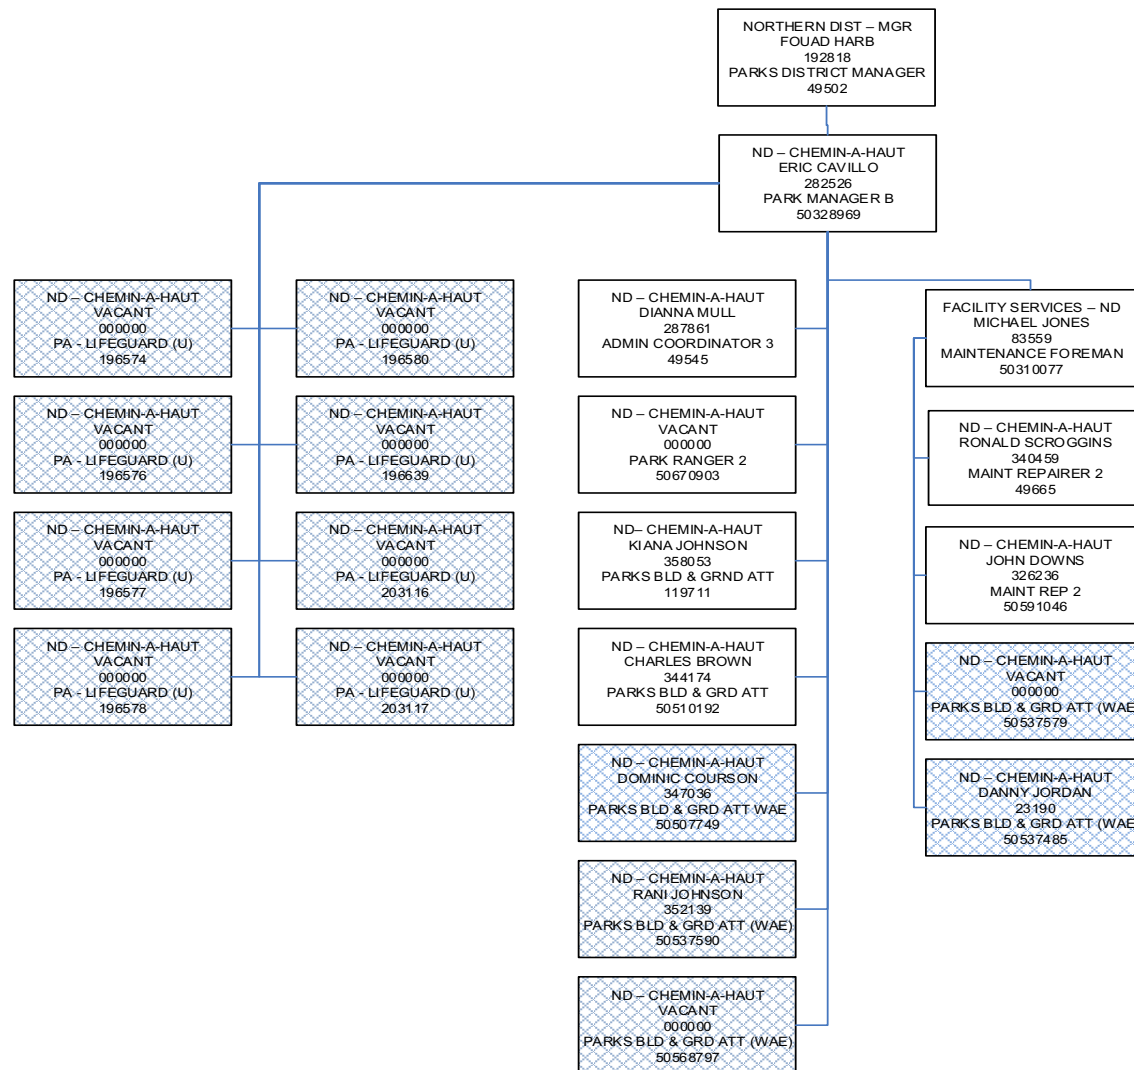 NORTHERN DIST – MGR
FOUAD HARB
192818
PARKS DISTRICT MANAGER
49502
ND – CHEMIN-A-HAUT
ERIC CAVILLO
282526
PARK MANAGER B
50328969
ND – CHEMIN-A-HAUT
VACANT
000000
PA - LIFEGUARD (U)
196574
ND – CHEMIN-A-HAUT
VACANT
000000
PA - LIFEGUARD (U)
196580
ND – CHEMIN-A-HAUT
VACANT
000000
PA - LIFEGUARD (U)
196576
ND – CHEMIN-A-HAUT
VACANT
000000
PA - LIFEGUARD (U)
196639
ND – CHEMIN-A-HAUT
VACANT
000000
PA - LIFEGUARD (U)
196577
ND – CHEMIN-A-HAUT
VACANT
000000
PA - LIFEGUARD (U)
203116
ND – CHEMIN-A-HAUT
VACANT
000000
PA - LIFEGUARD (U)
196578
ND – CHEMIN-A-HAUT
VACANT
000000
PA - LIFEGUARD (U)
203117
ND – CHEMIN-A-HAUT
DIANNA MULL
287861
ADMIN COORDINATOR 3
49545
ND – CHEMIN-A-HAUT
VACANT
000000
PARK RANGER 2
50670903
ND– CHEMIN-A-HAUT
KIANA JOHNSON
358053
PARKS BLD & GRND ATT
119711
ND – CHEMIN-A-HAUT
CHARLES BROWN
344174
PARKS BLD & GRD ATT
50510192
ND – CHEMIN-A-HAUT
DOMINIC COURSON
347036
PARKS BLD & GRD ATT WAE
50507749
ND – CHEMIN-A-HAUT
RANI JOHNSON
352139
PARKS BLD & GRD ATT (WAE)
50537590
ND – CHEMIN-A-HAUT
VACANT
000000
PARKS BLD & GRD ATT (WAE)
50568797
FACILITY SERVICES – ND
MICHAEL JONES
83559
MAINTENANCE FOREMAN
50310077
ND – CHEMIN-A-HAUT
RONALD SCROGGINS
340459
MAINT REPAIRER 2
49665
ND – CHEMIN-A-HAUT
JOHN DOWNS
326236
MAINT REP 2
50591046
ND – CHEMIN-A-HAUT
VACANT
000000
PARKS BLD & GRD ATT (WAE
50537579
ND – CHEMIN-A-HAUT
DANNY JORDAN
23190
PARKS BLD & GRD ATT (WAE
50537485